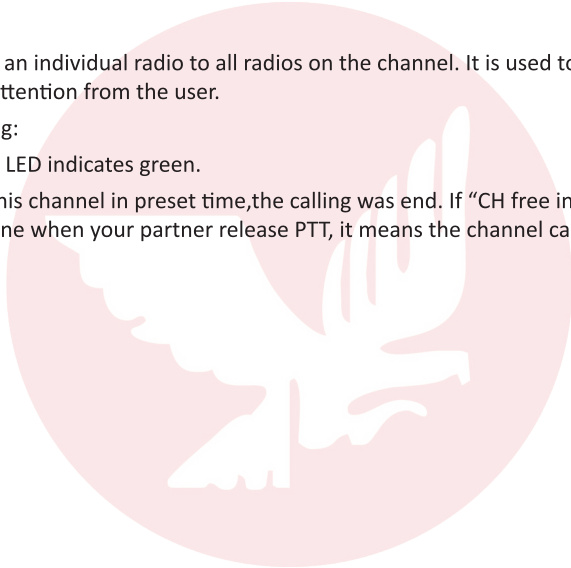 an individual radio to all radios on the channel. It is used to
ttention from the user.
g:
LED indicates green.
his channel in preset time,the calling was end. If “CH free in
ne when your partner release PTT, it means the channel ca